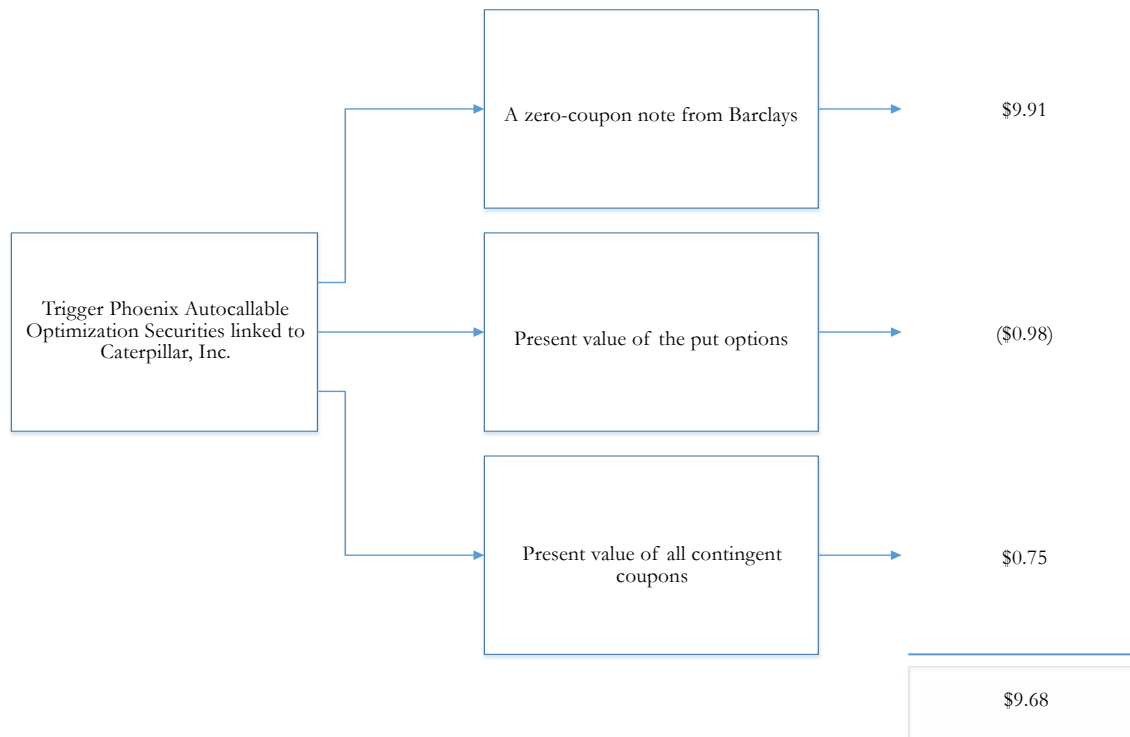 A zero-coupon note from Barclays
$9.91
Trigger Phoenix Autocallable
Optimization Securities linked to
Caterpillar, Inc.
Present value of the put options
($0.98)
Present value of all contingent
coupons
$0.75
$9.68